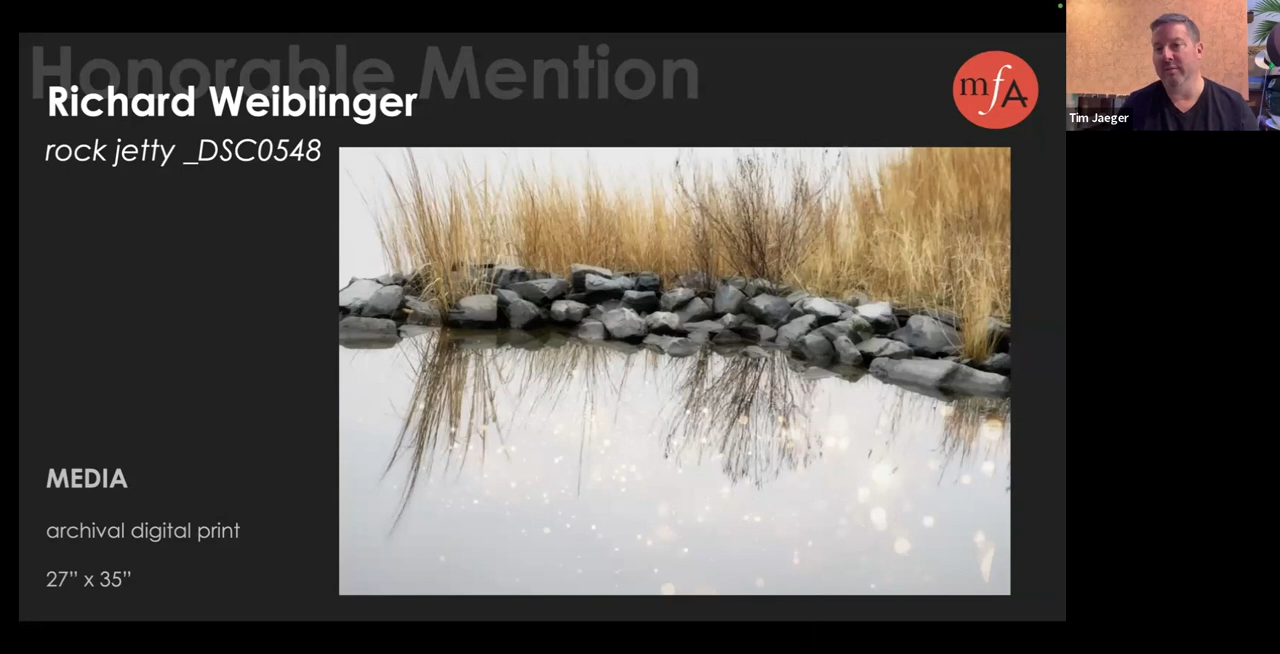 Honorable Mention
Richard Weiblinger
rock jetty _DSC0548
mfA
Tim Jaeger
MEDIA
archival digital print
27” x 35”